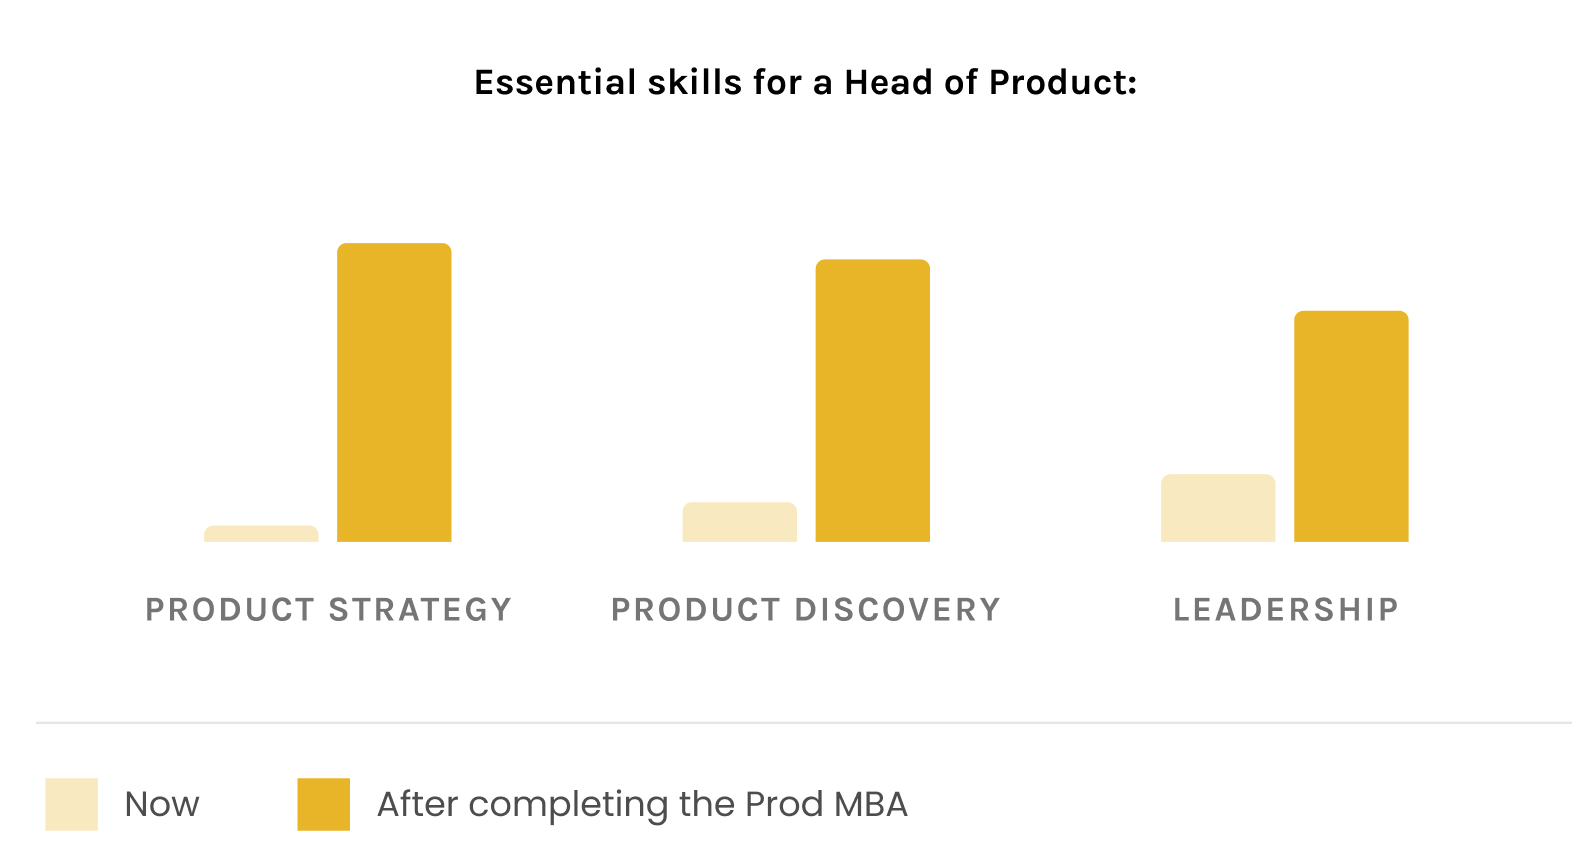 Essential skills for a Head of Product:
PRODUCT STRATEGY
PRODUCT DISCOVERY
LEADERSHIP
Now
After completing the Prod MBA